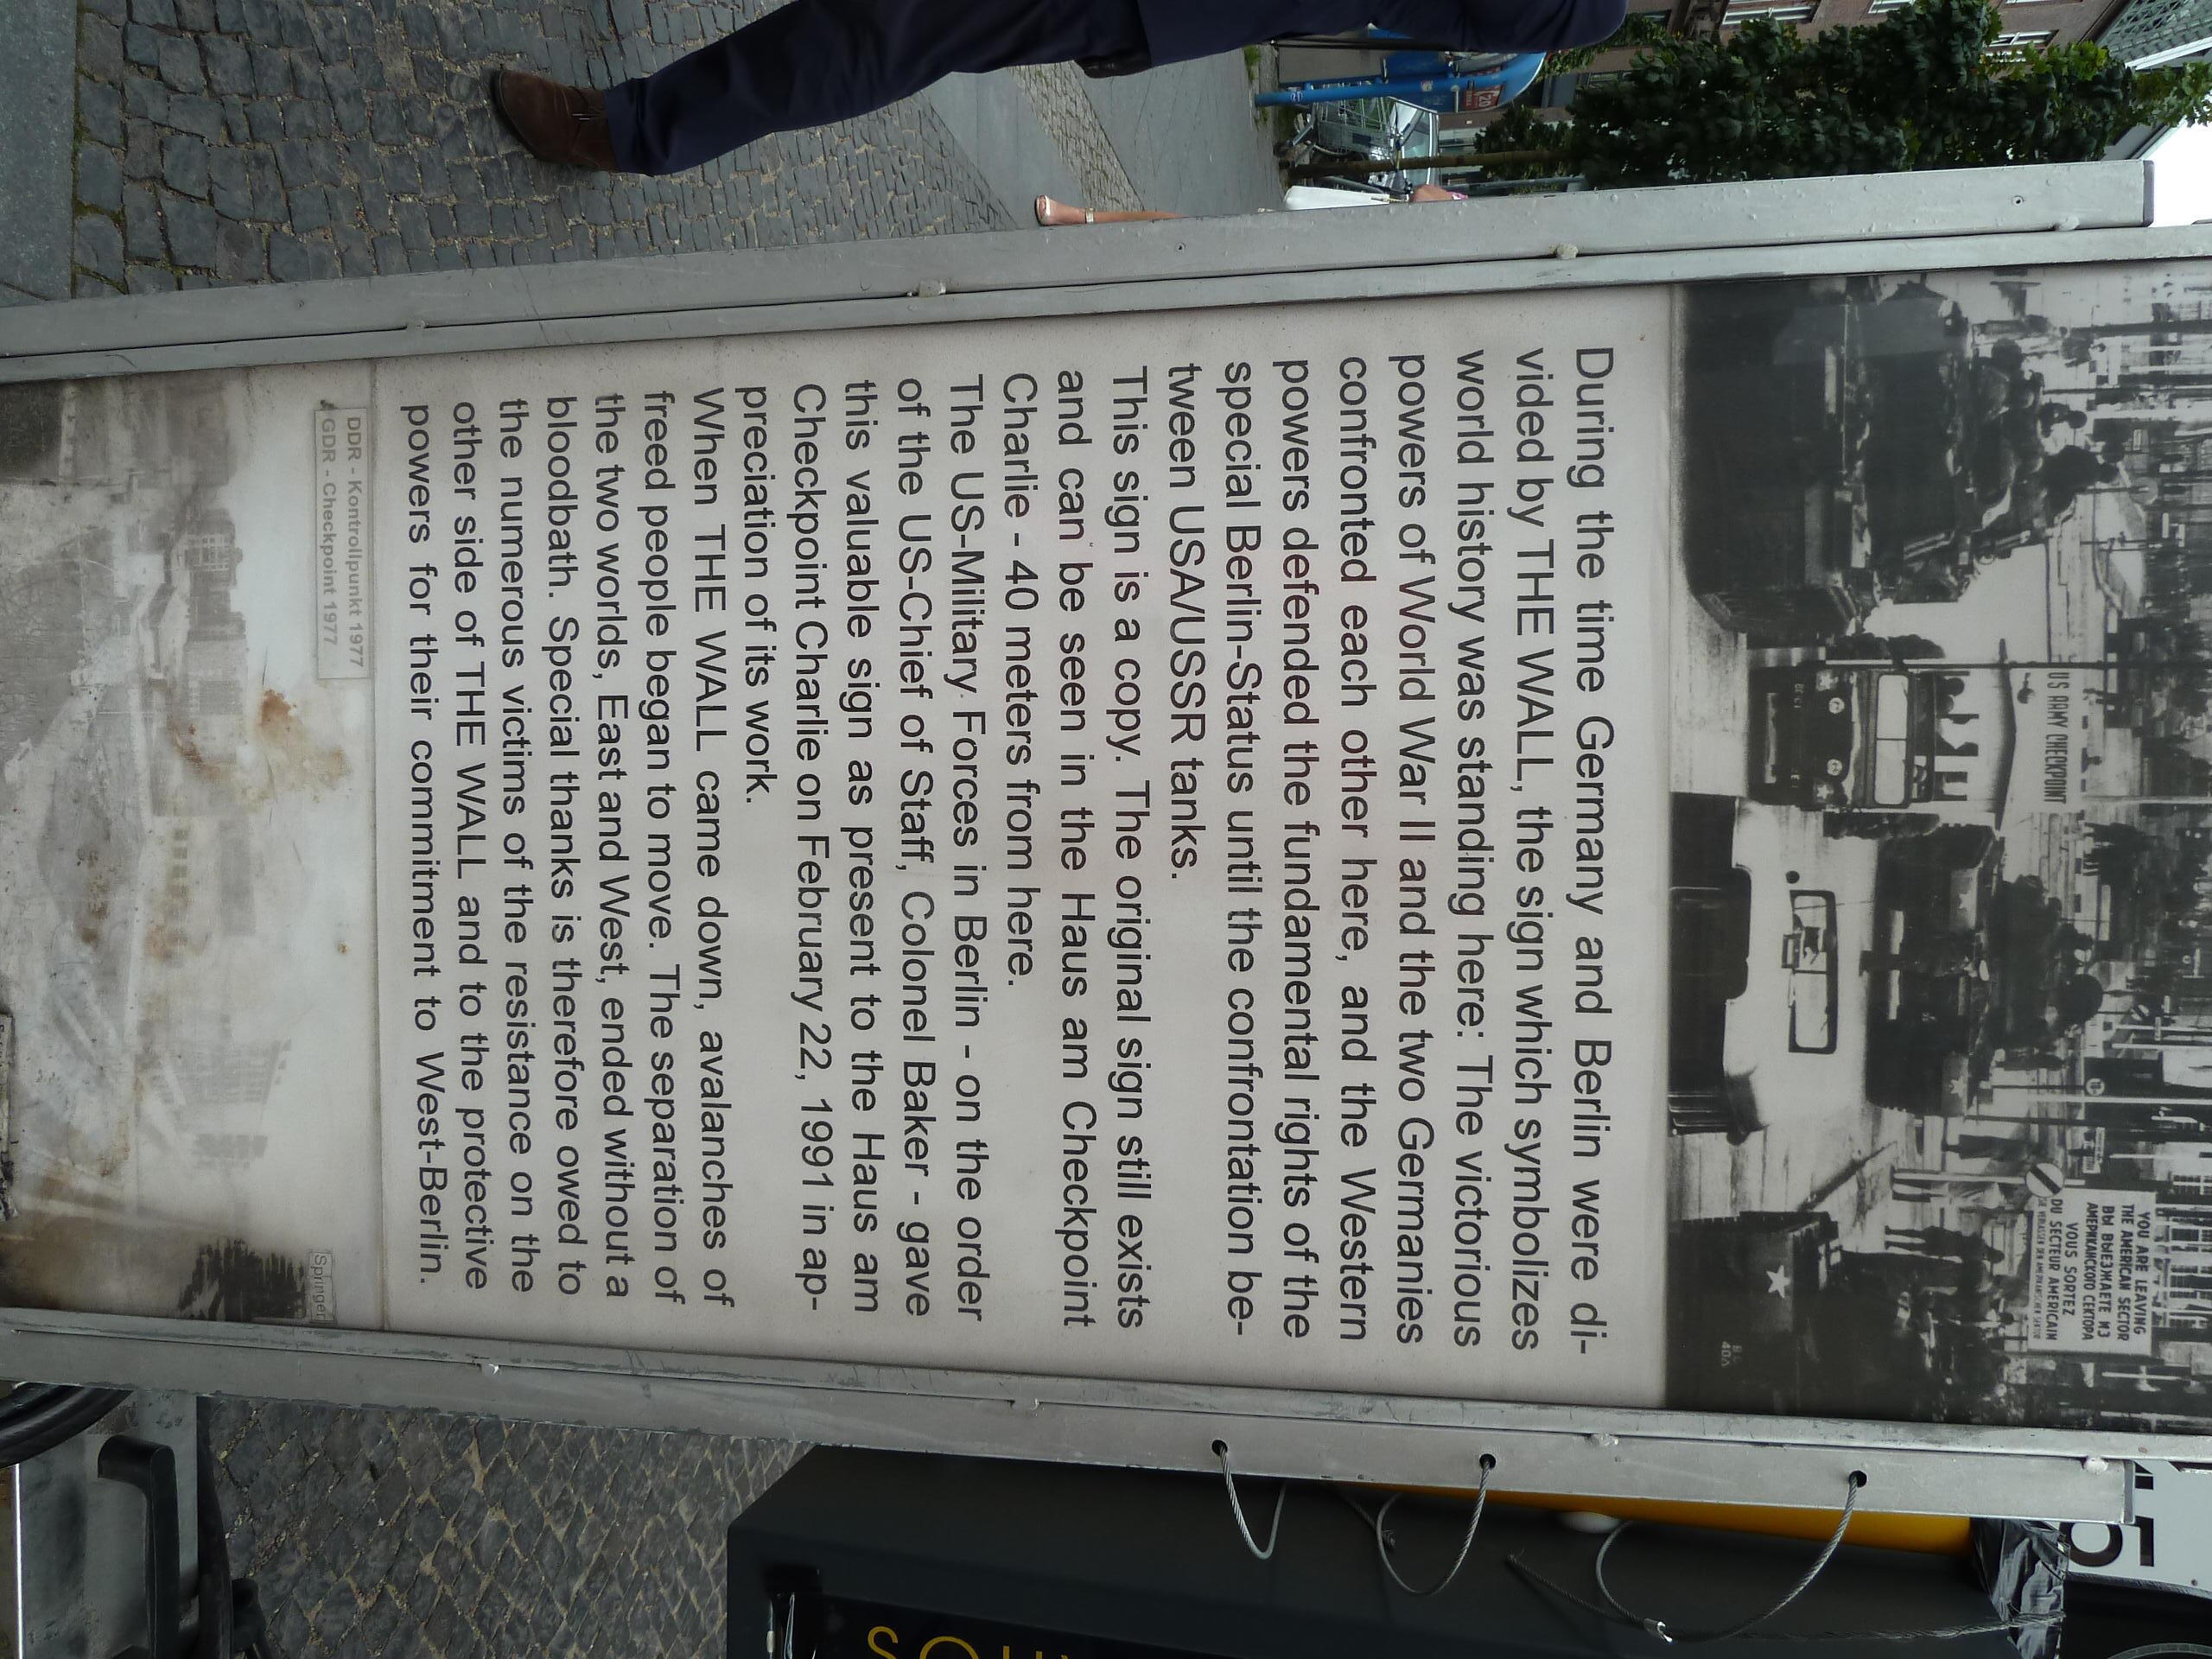 US ARMY CHECKPOINT
YOU ARE LEAVING
THE AMERICAN SECTOR
ВЫ ВЫЕЗЖАЕТЕ ИЗ
АМЕРИКАНСКОГО СЕКТОРА
VOUS SORTEZ
DU SECTEUR AMERICAIN
During the time Germany and Berlin were di-
vided by THE WALL, the sign which symbolizes
world history was standing here: The victorious
powers of World War II and the two Germanies
confronted each other here, and the Western
powers defended the fundamental rights of the
special Berlin-Status until the confrontation be-
tween USA/USSR tanks.
This sign is a copy. The original sign still exists
and can be seen in the Haus am Checkpoint
Charlie - 40 meters from here.
The US-Military Forces in Berlin - on the order
of the US-Chief of Staff, Colonel Baker - gave
this valuable sign as present to the Haus am
Checkpoint Charlie on February 22, 1991 in ap-
preciation of its work.
When THE WALL came down, avalanches of
freed people began to move. The separation of
the two worlds, East and West, ended without a
bloodbath. Special thanks is therefore owed to
the numerous victims of the resistance on the
other side of THE WALL and to the protective
powers for their commitment to West-Berlin.
DDR - Kontrollpunkt 1977
GDR - Checkpoint 1977
Springer